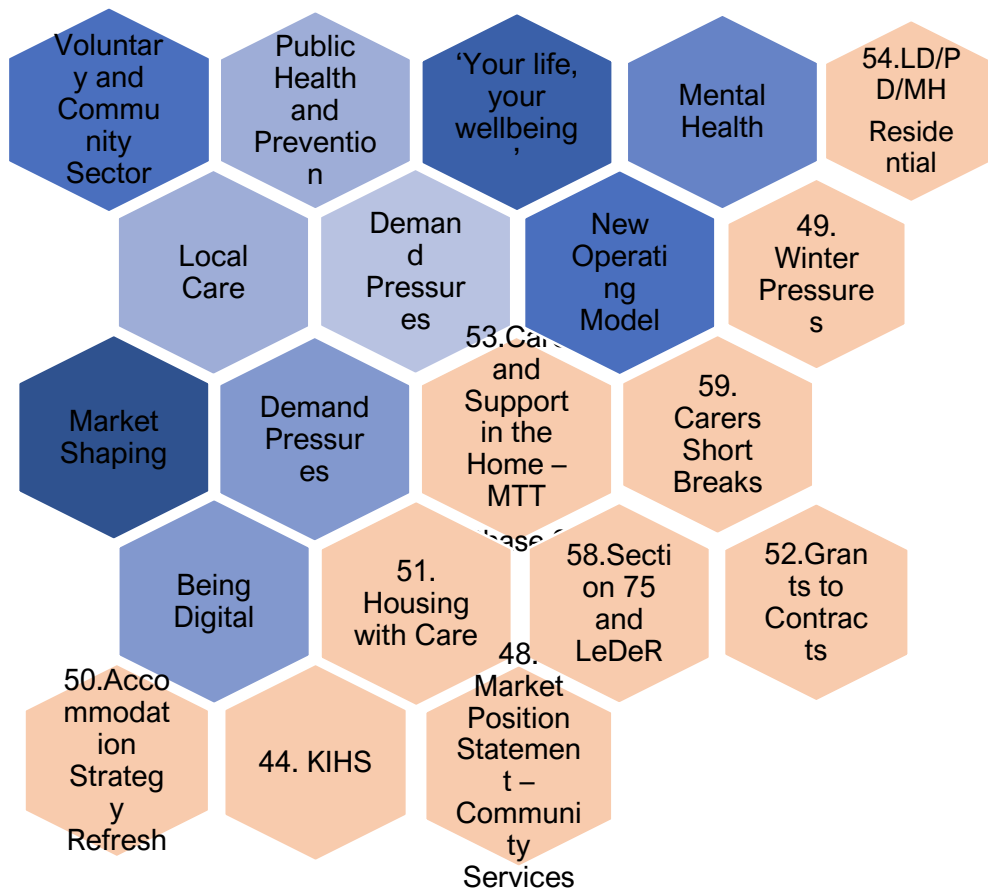 Voluntar
y and
Commu
nity
Sector
Public
Health
and
Preventio
n
‘Your life,
your
wellbeing
’
Mental
Health
54.LD/P
D/MH
Reside
ntial
Local
Care
Deman
d
Pressur
es
New
Operati
ng
Model
49.
Winter
Pressure
s
Market
Shaping
Demand
Pressur
es
53.Care
and
Support
in the
Home –
MTT
59.
Carers
Short
Breaks
Being
Digital
51.
Housing
with Care
58.Secti
on 75
and
LeDeR
52.Gran
ts to
Contrac
ts
50.Acco
mmodat
ion
Strateg
y
Refresh
44. KIHS
48.
Market
Position
Statemen
t –
Communi
ty
Services